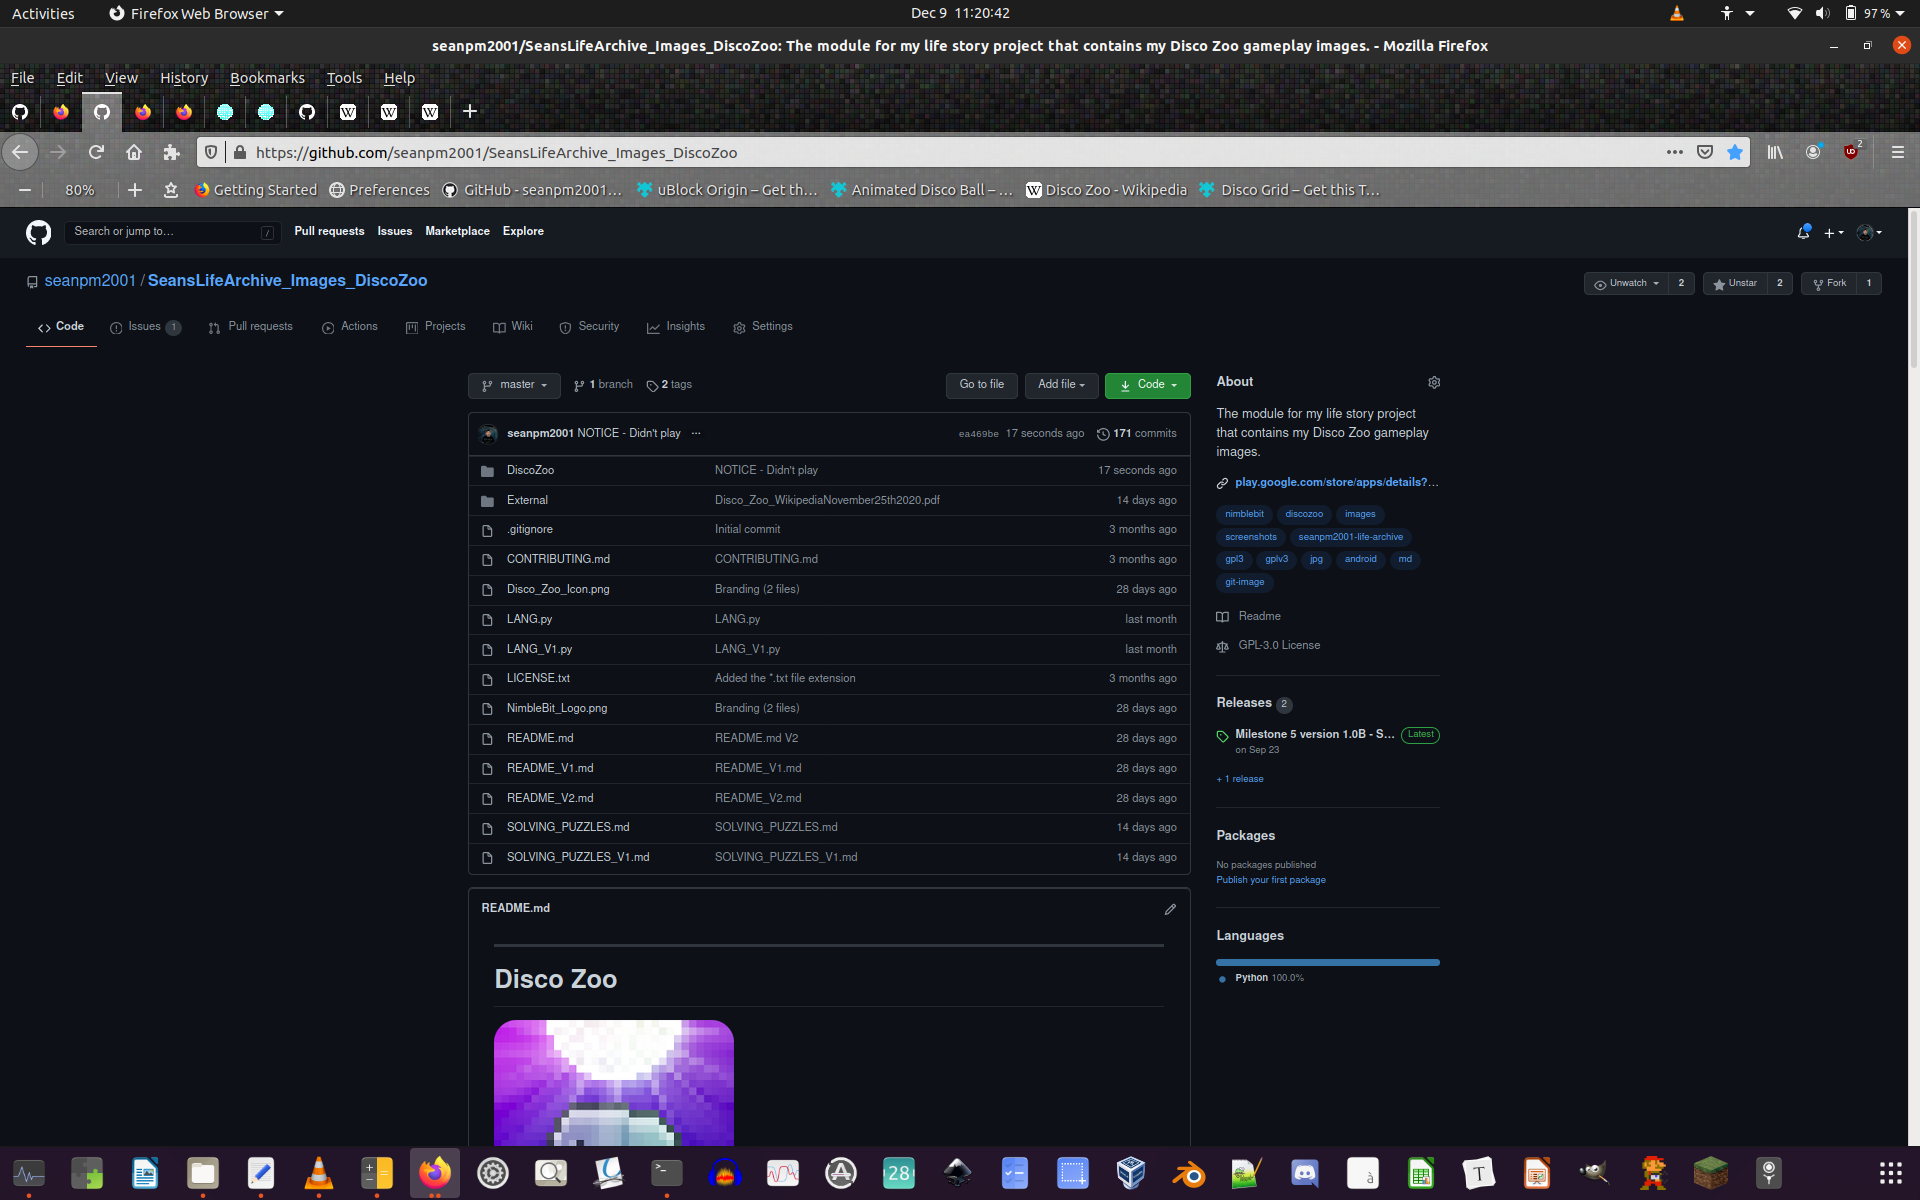 Activities
Firefox Web Browser
Dec 9 11:20:42
97 %
seanpm2001/SeansLifeArchive_Images_DiscoZoo: The module for my life story project that contains my Disco Zoo gameplay images. - Mozilla Firefox
File Edit View History Bookmarks Tools Help
https://github.com/seanpm2001/SeansLifeArchive_Images_DiscoZoo
2
80%
Getting Started
Preferences
GitHub - seanpm2001…
uBlock Origin – Get th…
Animated Disco Ball – …
Disco Zoo - Wikipedia
Disco Grid – Get this T…
Search or jump to…
/
Pull requests
Issues
Marketplace
Explore
seanpm2001 / SeansLifeArchive_Images_DiscoZoo
Unwatch 2
Unstar 2
Fork 1
Code
Issues 1
Pull requests
Actions
Projects
Wiki
Security
Insights
Settings
master
1 branch
2 tags
Go to file
Add file
Code
seanpm2001 NOTICE - Didn't play ...
ea469be 17 seconds ago
171 commits
DiscoZoo NOTICE - Didn't play 17 seconds ago
External Disco_Zoo_WikipediaNovember25th2020.pdf 14 days ago
.gitignore Initial commit 3 months ago
CONTRIBUTING.md CONTRIBUTING.md 3 months ago
Disco_Zoo_Icon.png Branding (2 files) 28 days ago
LANG.py LANG.py last month
LANG_V1.py LANG_V1.py last month
LICENSE.txt Added the *.txt file extension 3 months ago
NimbleBit_Logo.png Branding (2 files) 28 days ago
README.md README.md V2 28 days ago
README_V1.md README_V1.md 28 days ago
README_V2.md README_V2.md 28 days ago
SOLVING_PUZZLES.md SOLVING_PUZZLES.md 14 days ago
SOLVING_PUZZLES_V1.md SOLVING_PUZZLES_V1.md 14 days ago
README.md
Disco Zoo
About
The module for my life story project
that contains my Disco Zoo gameplay
images.
play.google.com/store/apps/details?…
nimblebit discozoo images
screenshots seanpm2001-life-archive
gpl3 gplv3 jpg android md
git-image
Readme
GPL-3.0 License
Releases 2
Milestone 5 version 1.0B - S… Latest
on Sep 23
+ 1 release
Packages
No packages published
Publish your first package
Languages
Python 100.0%
28